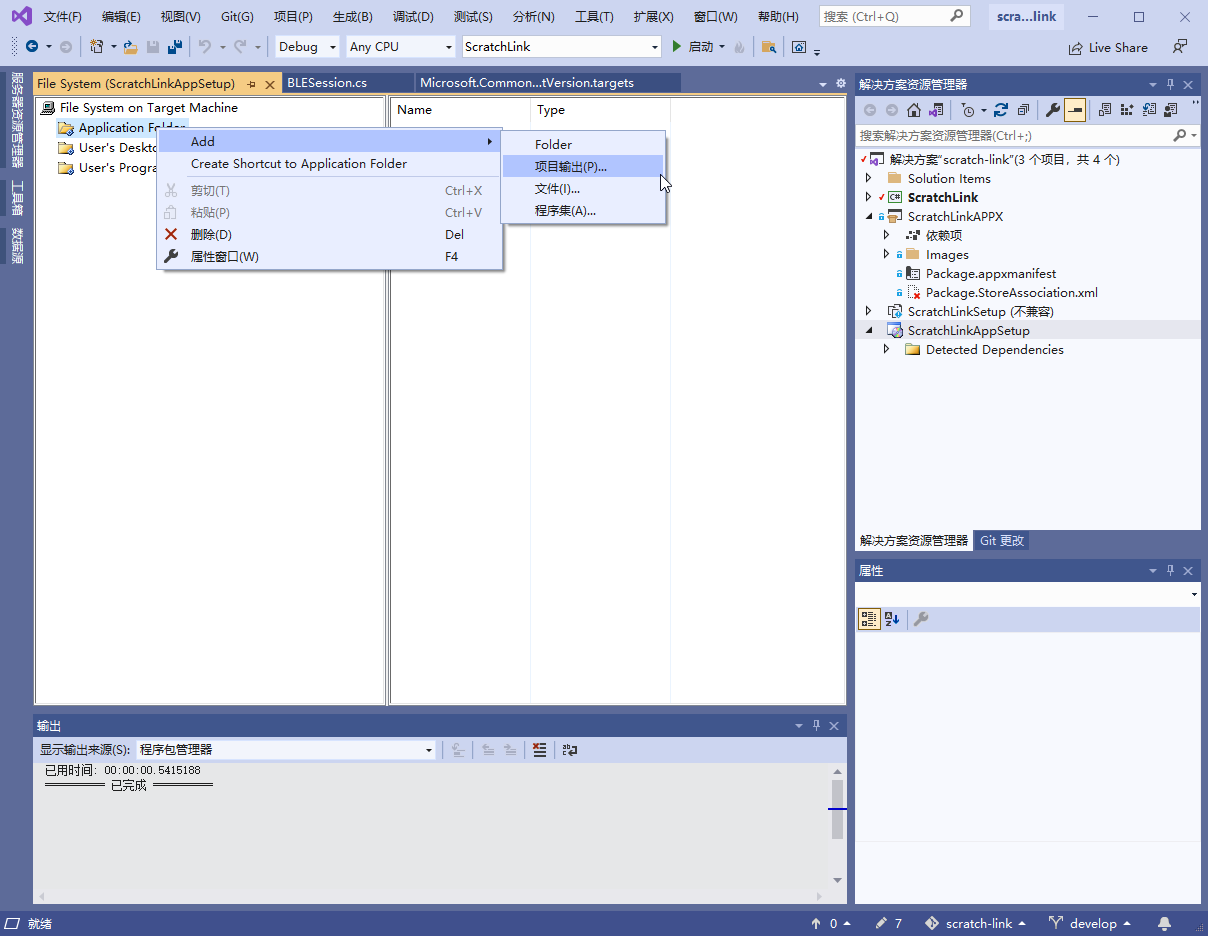 文件(F) 编辑(E) 视图(V) Git(G) 项目(P) 生成(B) 调试(D) 测试(S) 分析(N) 工具(T) 扩展(X) 窗口(W) 帮助(H) 搜索 (Ctrl+Q) scra...link
Debug Any CPU ScratchLink 启动 Live Share
服务器资源管理器
工具箱
数据源
File System (ScratchLinkAppSetup) BLESession.cs Microsoft.Common...tVersion.targets
File System on Target Machine
Application Folder
User's Deskto
User's Progra
Name Type
Add
Create Shortcut to Application Folder
剪切(T) Ctrl+X
粘贴(P) Ctrl+V
删除(D) Del
属性窗口(W) F4
Folder
项目输出(P)...
文件(I)...
程序集(A)...
解决方案资源管理器
搜索解决方案资源管理器(Ctrl+;)
解决方案"scratch-link"(3 个项目，共 4 个)
Solution Items
ScratchLink
ScratchLinkAPPX
依赖项
Images
Package.appxmanifest
Package.StoreAssociation.xml
ScratchLinkSetup (不兼容)
ScratchLinkAppSetup
Detected Dependencies
解决方案资源管理器 Git 更改
属性
输出
显示输出来源(S): 程序包管理器
已用时间: 00:00:00.5415188
========== 已完成 ==========
就绪 0 7 scratch-link develop